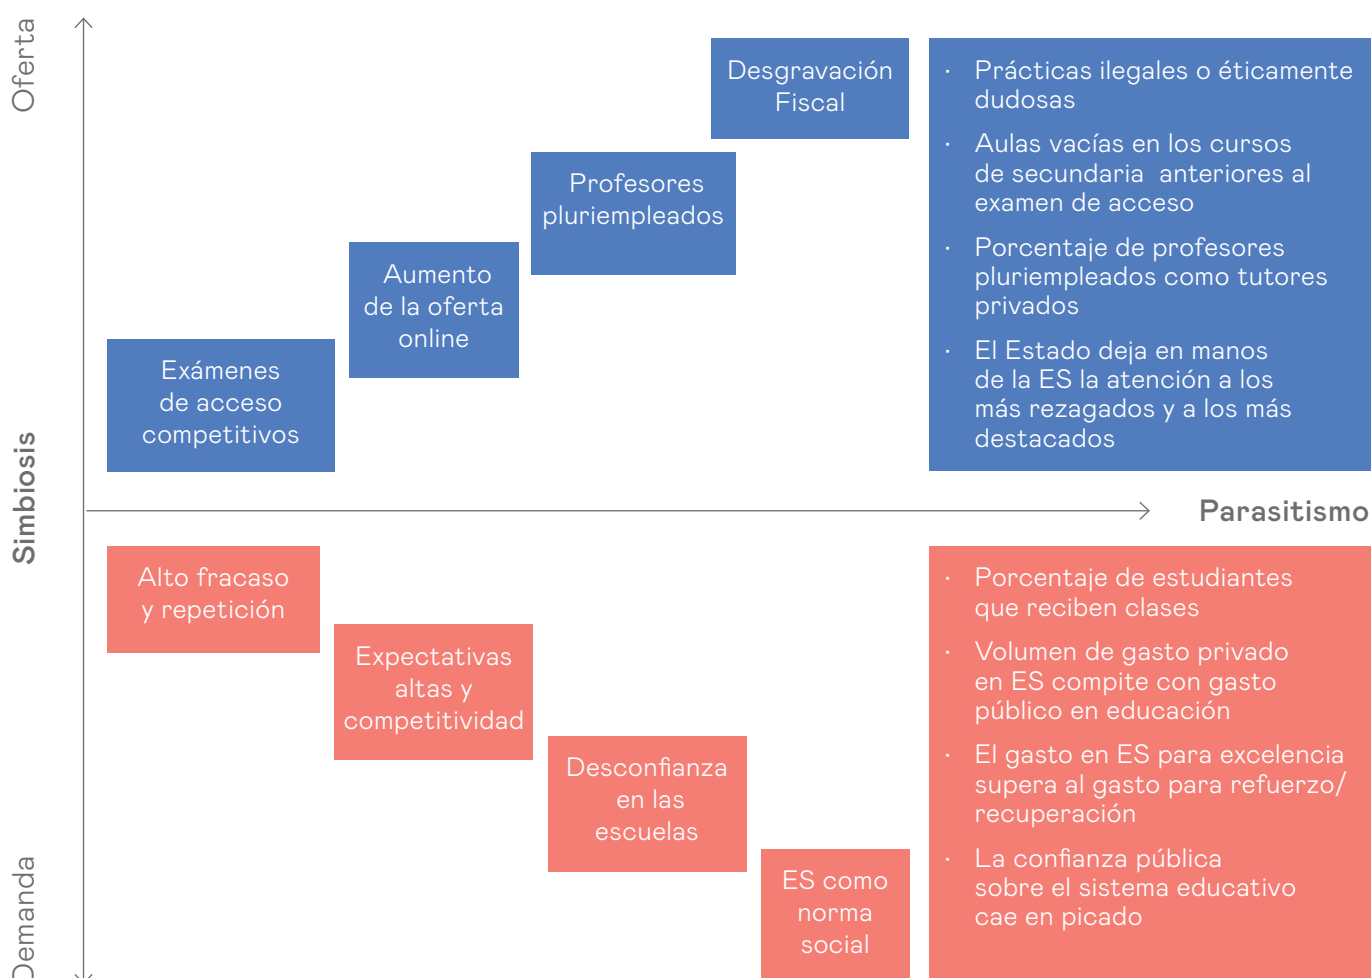 Oferta
Desgravación
Fiscal
Profesores
pluriempleados
Aumento
de la oferta
online
Exámenes
de acceso
competitivos
· Prácticas ilegales o éticamente
dudosas
· Aulas vacías en los cursos
de secundaria anteriores al
examen de acceso
· Porcentaje de profesores
pluriempleados como tutores
privados
· El Estado deja en manos
de la ES la atención a los
más rezagados y a los más
destacados
Simbiosis
Parasitismo
Alto fracaso
y repetición
Expectativas
altas y
competitividad
Desconfianza
en las
escuelas
ES como
norma
social
· Porcentaje de estudiantes
que reciben clases
· Volumen de gasto privado
en ES compite con gasto
público en educación
· El gasto en ES para excelencia
supera al gasto para refuerzo/
recuperación
· La confianza pública
sobre el sistema educativo
cae en picado
Demanda